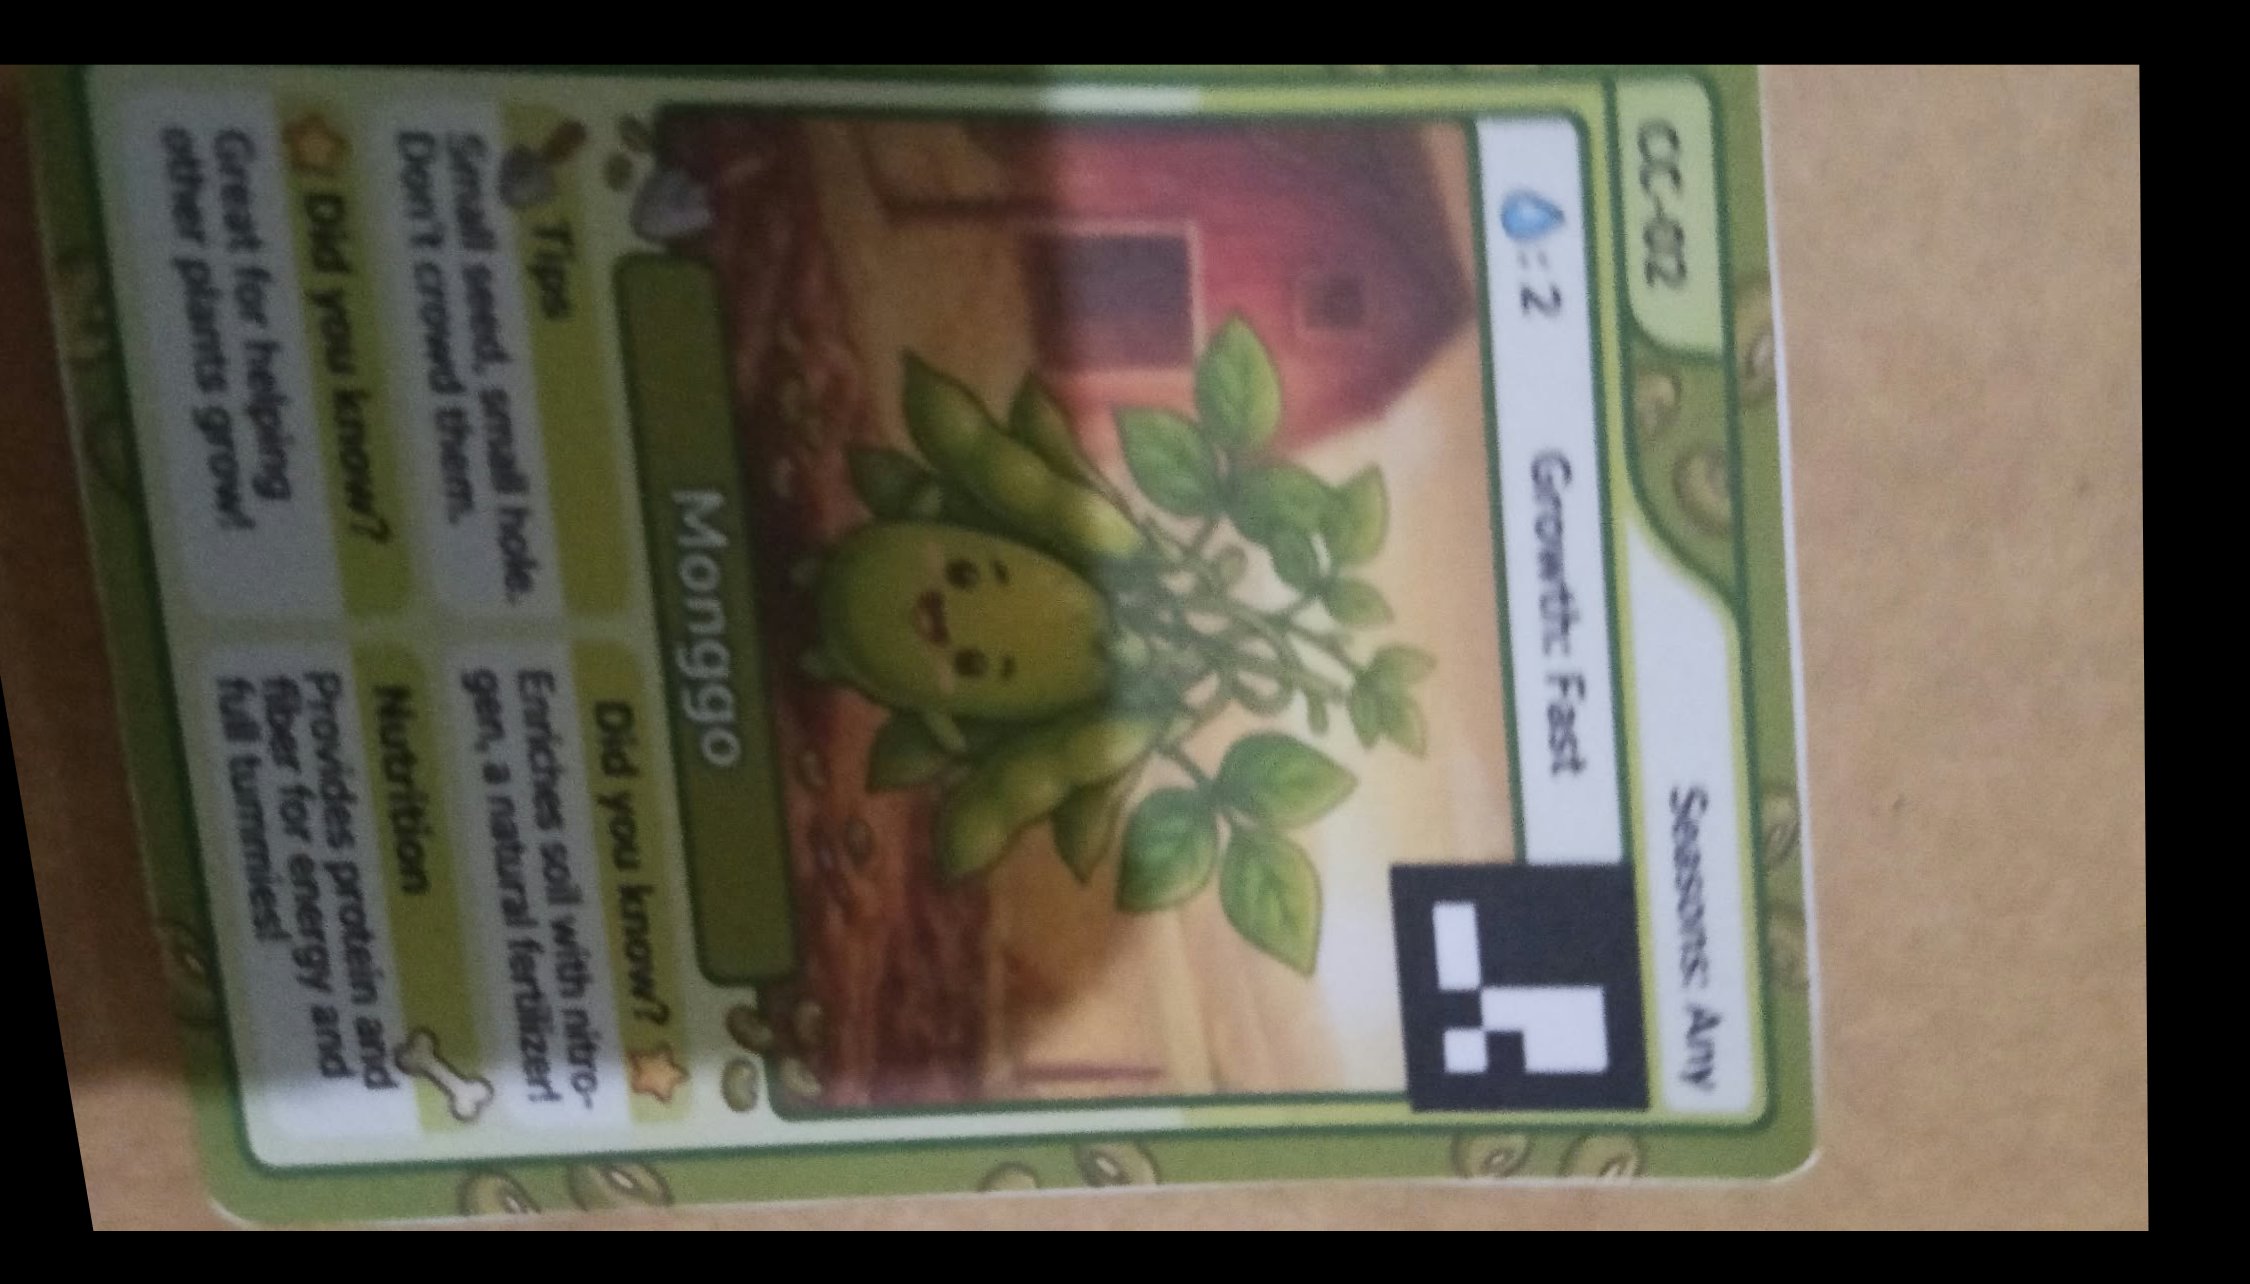 CC-02
Seasons: Any
: 2
Growth: Fast
Monggo
Tips
Small seed, small hole.
Don't crowd them.
Did you know?
Enriches soil with nitro-
gen, a natural fertilizer!
Did you know?
Great for helping
other plants grow!
Nutrition
Provides protein and
fiber for energy and
full tummies!